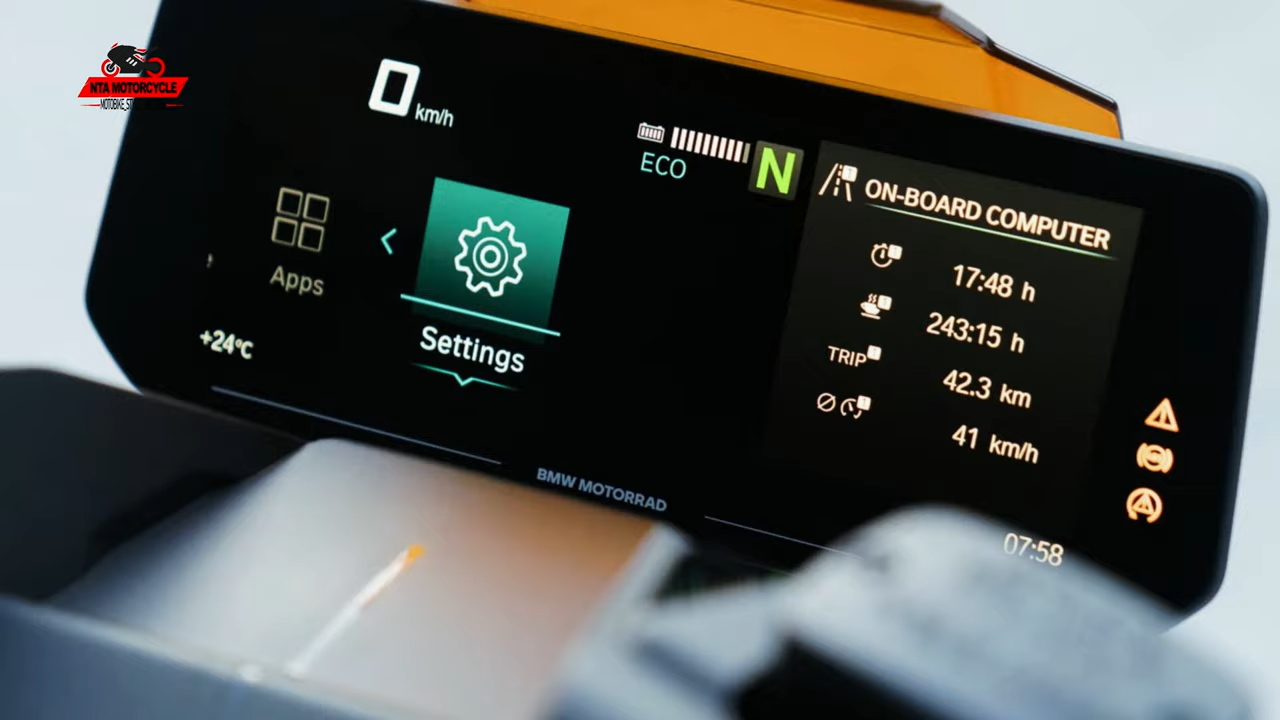 NTA MOTORCYCLE
0 km/h
ECO
N
ON-BOARD COMPUTER
17:48 h
243:15 h
TRIP 1
42.3 km
41 km/h
Apps
Settings
+24°C
BMW MOTORRAD
07:58